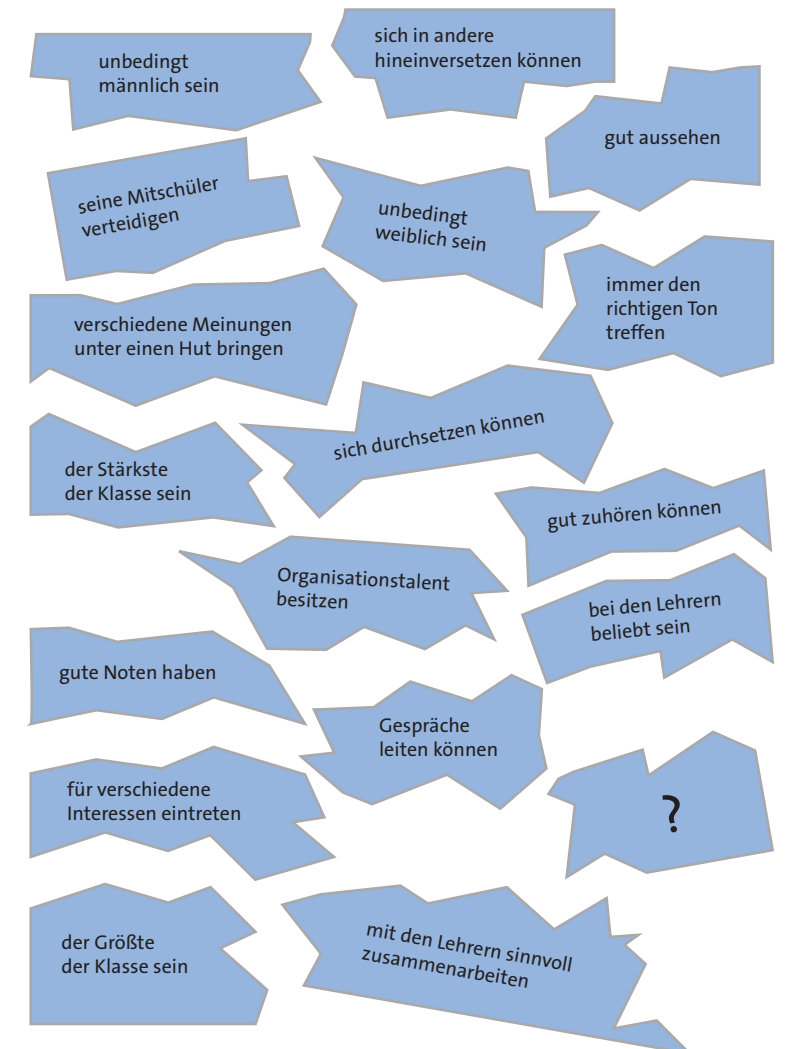 unbedingt
männlich sein
sich in andere
hineinversetzen können
gut aussehen
seine Mitschüler
verteidigen
unbedingt
weiblich sein
immer den
richtigen Ton
treffen
verschiedene Meinungen
unter einen Hut bringen
sich durchsetzen können
der Stärkste
der Klasse sein
gut zuhören können
Organisationstalent
besitzen
bei den Lehrern
beliebt sein
gute Noten haben
Gespräche
leiten können
für verschiedene
Interessen eintreten
?
der Größte
der Klasse sein
mit den Lehrern sinnvoll
zusammenarbeiten